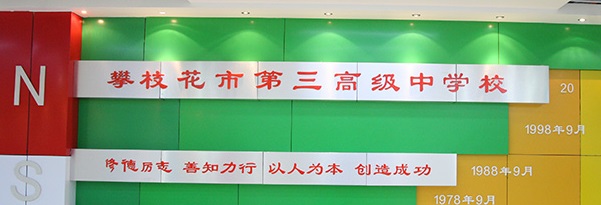 N
攀枝花市第三高级中学校
20
1998年9月
S
修德历志 善知力行 以人为本 创造成功
1988年9月
1978年9月